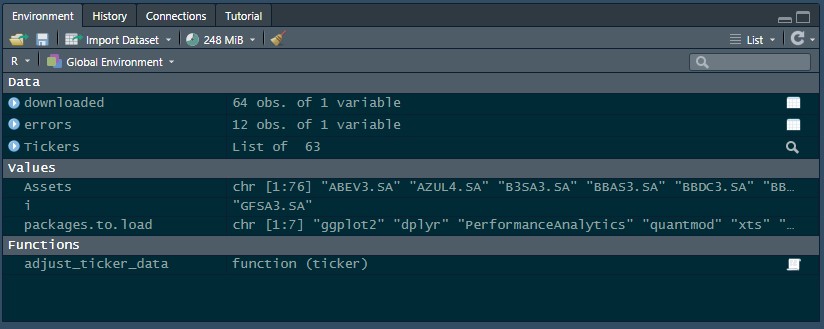 Environment History Connections Tutorial
Import Dataset 248 MiB List
R Global Environment
Data
downloaded 64 obs. of 1 variable
errors 12 obs. of 1 variable
Tickers List of 63
Values
Assets chr [1:76] "ABEV3.SA" "AZUL4.SA" "B3SA3.SA" "BBAS3.SA" "BBDC3.SA" "BB…
i "GFSA3.SA"
packages.to.load chr [1:7] "ggplot2" "dplyr" "PerformanceAnalytics" "quantmod" "xts" "…
Functions
adjust_ticker_data function (ticker)